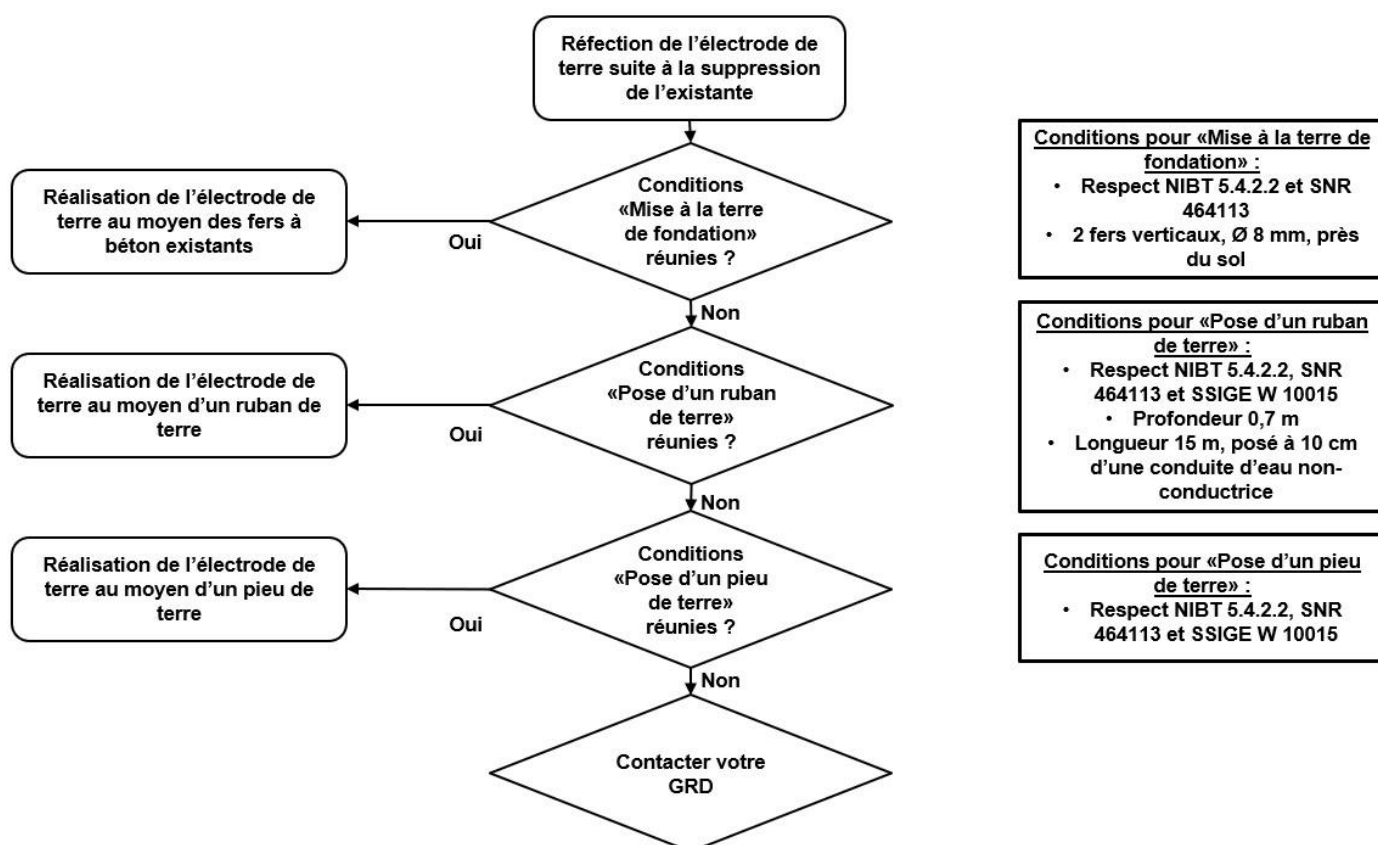 Réfection de l’électrode de
terre suite à la suppression
de l’existante
Conditions
«Mise à la terre
de fondation»
réunies ?
Oui
Réalisation de l’électrode de
terre au moyen des fers à
béton existants
Non
Conditions
«Pose d’un ruban
de terre»
réunies ?
Oui
Réalisation de l’électrode de
terre au moyen d’un ruban de
terre
Non
Conditions
«Pose d’un pieu
de terre»
réunies ?
Oui
Réalisation de l’électrode de
terre au moyen d’un pieu de
terre
Non
Contacter votre
GRD
Conditions pour «Mise à la terre de
fondation» :
• Respect NIBT 5.4.2.2 et SNR
464113
• 2 fers verticaux, Ø 8 mm, près
du sol
Conditions pour «Pose d’un ruban
de terre» :
• Respect NIBT 5.4.2.2, SNR
464113 et SSIGE W 10015
• Profondeur 0,7 m
• Longueur 15 m, posé à 10 cm
d’une conduite d’eau non-
conductrice
Conditions pour «Pose d’un pieu
de terre» :
• Respect NIBT 5.4.2.2, SNR
464113 et SSIGE W 10015